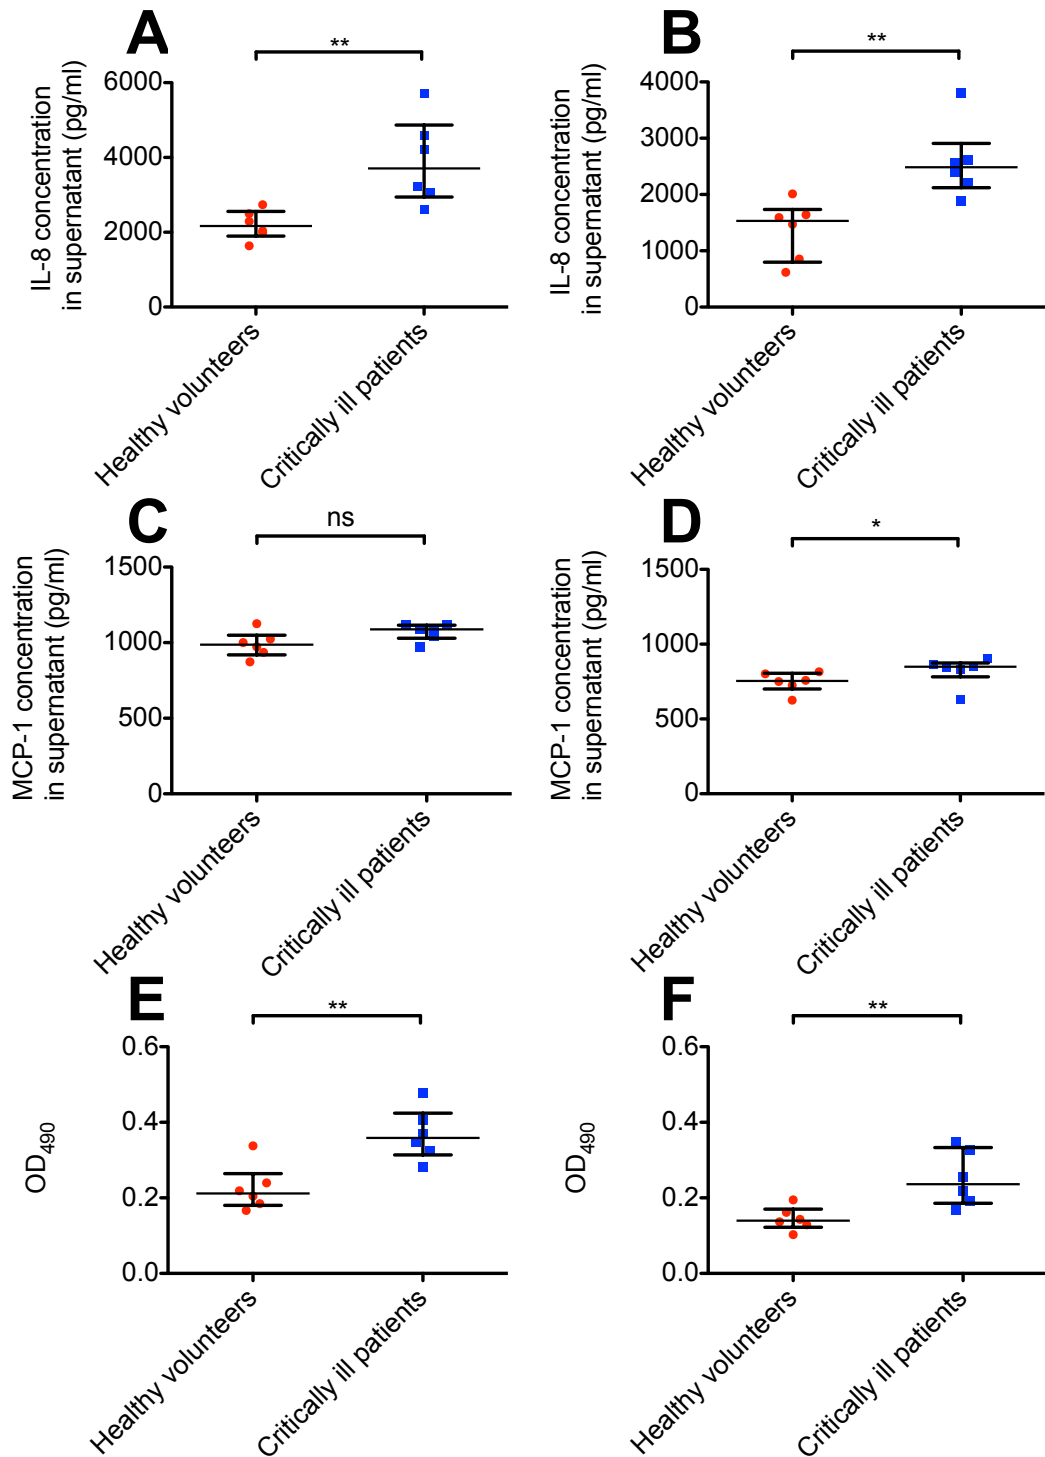 A
**
IL-8 concentration
in supernatant (pg/ml)
6000
4000
2000
0
Healthy volunteers
Critically ill patients
B
**
IL-8 concentration
in supernatant (pg/ml)
4000
3000
2000
1000
0
Healthy volunteers
Critically ill patients
C
ns
MCP-1 concentration
in supernatant (pg/ml)
1500
1000
500
0
Healthy volunteers
Critically ill patients
D
*
MCP-1 concentration
in supernatant (pg/ml)
1500
1000
500
0
Healthy volunteers
Critically ill patients
E
**
OD490
0.6
0.4
0.2
0.0
Healthy volunteers
Critically ill patients
F
**
OD490
0.6
0.4
0.2
0.0
Healthy volunteers
Critically ill patients